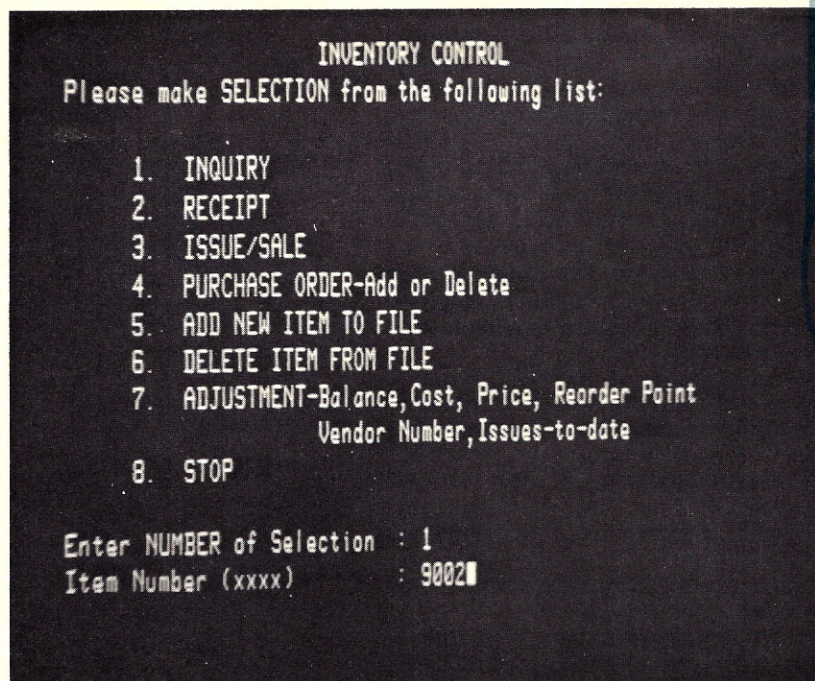 INVENTORY CONTROL
Please make SELECTION from the following list:
1. INQUIRY
2. RECEIPT
3. ISSUE/SALE
4. PURCHASE ORDER-Add or Delete
5. ADD NEW ITEM TO FILE
6. DELETE ITEM FROM FILE
7. ADJUSTMENT-Balance,Cost, Price, Reorder Point
Vendor Number,Issues-to-date
8. STOP
Enter NUMBER of Selection : 1
Item Number (xxxx) : 9002